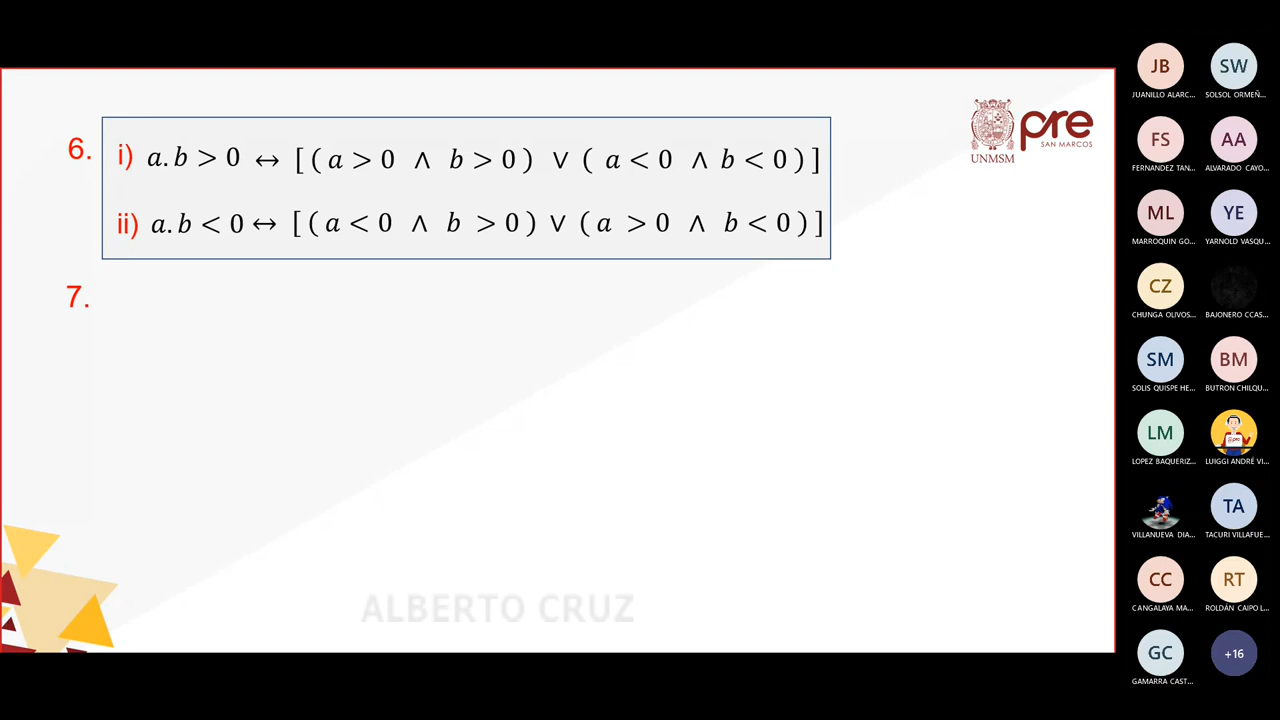 6. i) a.b > 0 ↔ [(a > 0 ∧ b > 0) ∨ (a < 0 ∧ b < 0)]
ii) a.b < 0 ↔ [(a < 0 ∧ b > 0) ∨ (a > 0 ∧ b < 0)]
7.
UNMSM
pre
SAN MARCOS
ALBERTO CRUZ
JB SW
JUANILLO ALARC... SOLSOL ORMEÑ...
FS AA
FERNANDEZ TAN... ALVARADO CAYO...
ML YE
MARROQUIN GO... YARNOLD VASQU...
CZ
CHUNGA OLIVOS... BAJONERO CCAS...
SM BM
SOLIS QUISPE HE... BUTRON CHILQU...
LM
LOPEZ BAQUERIZ... LUIGGI ANDRÉ VI...
TA
VILLANUEVA DIA... TACURI VILLAFUE...
CC RT
CANGALAYA MA... ROLDÁN CAIPO L...
GC +16
GAMARRA CAST...